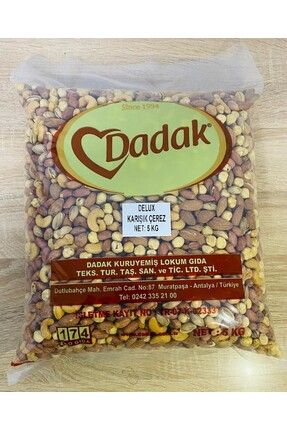 Since 1994
Dadak®
DELUX
KARIŞIK ÇEREZ
NET: 5 KG
DADAK KURUYEMİŞ LOKUM GIDA
TEKS. TUR. TAŞ. SAN. ve TİC. LTD. ŞTİ.
Dutlubahçe Mah. Emrah Cad. No:87 Muratpaşa - Antalya / Türkiye
Tel: 0242 335 21 00
174
GIDA
NET : 5 KG